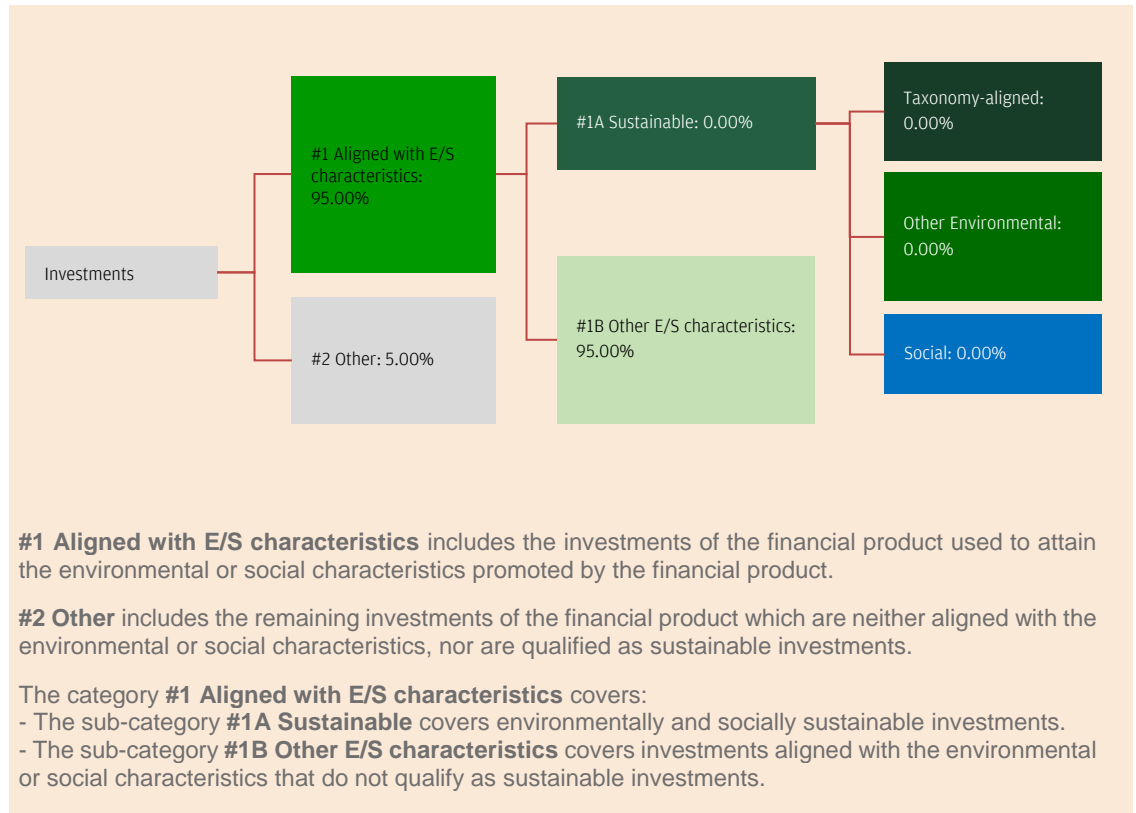 Investments
#1 Aligned with E/S
characteristics:
95.00%
#2 Other: 5.00%
#1A Sustainable: 0.00%
#1B Other E/S characteristics:
95.00%
Taxonomy-aligned:
0.00%
Other Environmental:
0.00%
Social: 0.00%
#1 Aligned with E/S characteristics includes the investments of the financial product used to attain
the environmental or social characteristics promoted by the financial product.
#2 Other includes the remaining investments of the financial product which are neither aligned with the
environmental or social characteristics, nor are qualified as sustainable investments.
The category #1 Aligned with E/S characteristics covers:
- The sub-category #1A Sustainable covers environmentally and socially sustainable investments.
- The sub-category #1B Other E/S characteristics covers investments aligned with the environmental
or social characteristics that do not qualify as sustainable investments.